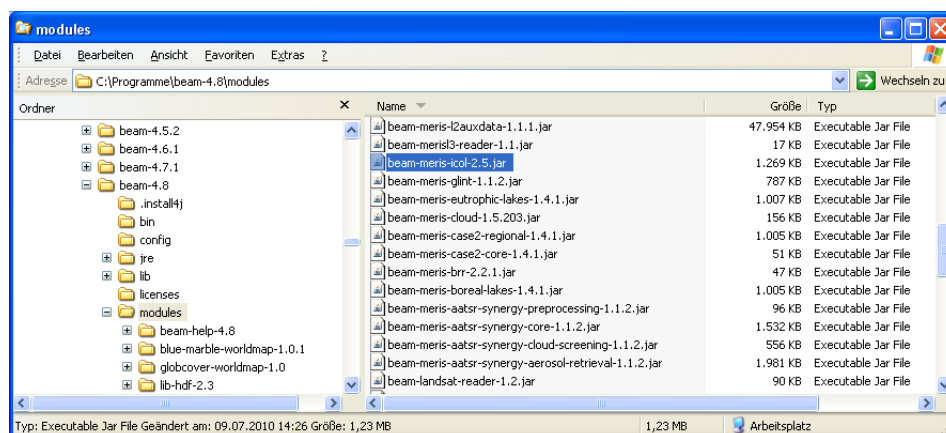 modules
Datei Bearbeiten Ansicht Favoriten Extras ?
Adresse C:\Programme\beam-4.8\modules Wechseln zu
Ordner x
beam-4.5.2
beam-4.6.1
beam-4.7.1
beam-4.8
.install4j
bin
config
jre
lib
licenses
modules
beam-help-4.8
blue-marble-worldmap-1.0.1
globcover-worldmap-1.0
lib-hdf-2.3
Name Größe Typ
beam-meris-l2auxdata-1.1.1.jar 47.954 KB Executable Jar File
beam-merisl3-reader-1.1.jar 17 KB Executable Jar File
beam-meris-icol-2.5.jar 1.269 KB Executable Jar File
beam-meris-glint-1.1.2.jar 787 KB Executable Jar File
beam-meris-eutrophic-lakes-1.4.1.jar 1.007 KB Executable Jar File
beam-meris-cloud-1.5.203.jar 156 KB Executable Jar File
beam-meris-case2-regional-1.4.1.jar 1.005 KB Executable Jar File
beam-meris-case2-core-1.4.1.jar 51 KB Executable Jar File
beam-meris-brr-2.2.1.jar 47 KB Executable Jar File
beam-meris-boreal-lakes-1.4.1.jar 1.005 KB Executable Jar File
beam-meris-aatsr-synergy-preprocessing-1.1.2.jar 96 KB Executable Jar File
beam-meris-aatsr-synergy-core-1.1.2.jar 1.532 KB Executable Jar File
beam-meris-aatsr-synergy-cloud-screening-1.1.2.jar 556 KB Executable Jar File
beam-meris-aatsr-synergy-aerosol-retrieval-1.1.2.jar 1.981 KB Executable Jar File
beam-landsat-reader-1.2.jar 90 KB Executable Jar File
Typ: Executable Jar File Geändert am: 09.07.2010 14:26 Größe: 1,23 MB 1,23 MB Arbeitsplatz